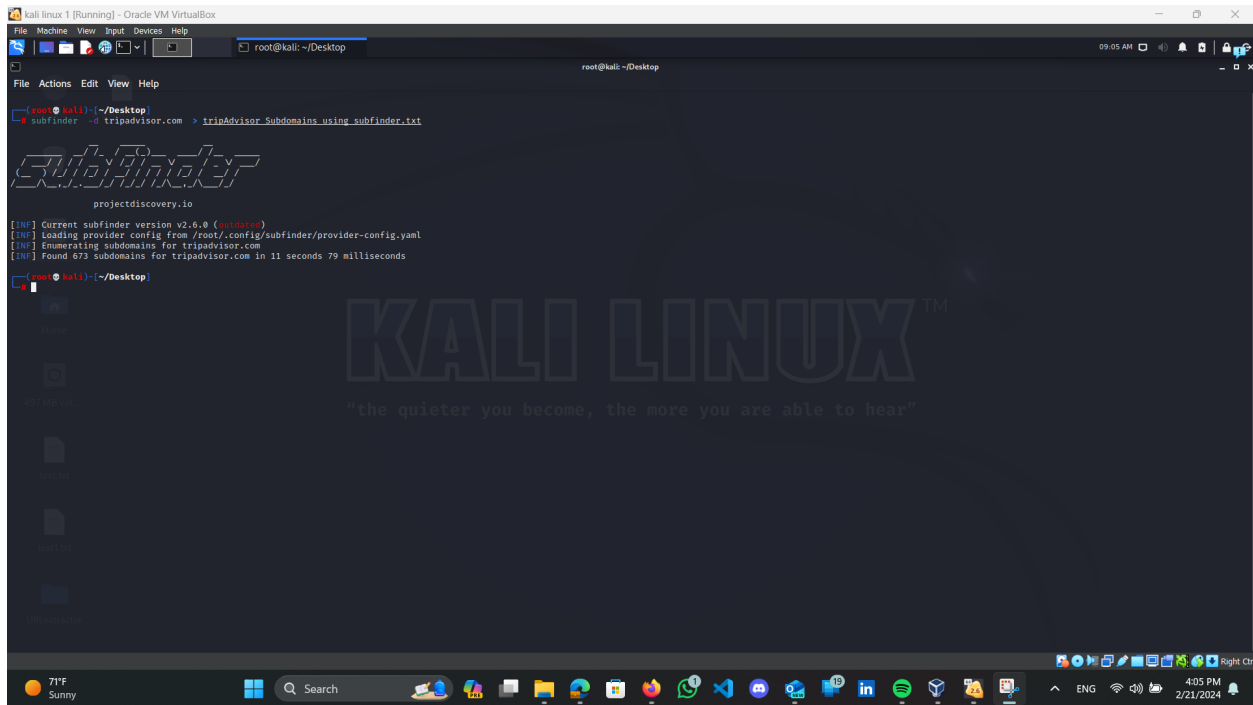 kali linux 1 [Running] - Oracle VM VirtualBox
File Machine View Input Devices Help
root@kali: ~/Desktop
09:05 AM
root@kali: ~/Desktop
File Actions Edit View Help
(root💀kali)-[~/Desktop]
# subfinder -d tripadvisor.com > tripAdvisor_Subdomains_using_subfinder.txt
subfinder
projectdiscovery.io
[INF] Current subfinder version v2.6.0 (outdated)
[INF] Loading provider config from /root/.config/subfinder/provider-config.yaml
[INF] Enumerating subdomains for tripadvisor.com
[INF] Found 673 subdomains for tripadvisor.com in 11 seconds 79 milliseconds
(root💀kali)-[~/Desktop]
#
KALI LINUX™
"the quieter you become, the more you are able to hear"
Home
Right Ctrl
71°F
Sunny
Search
1
19
ENG
4:05 PM
2/21/2024